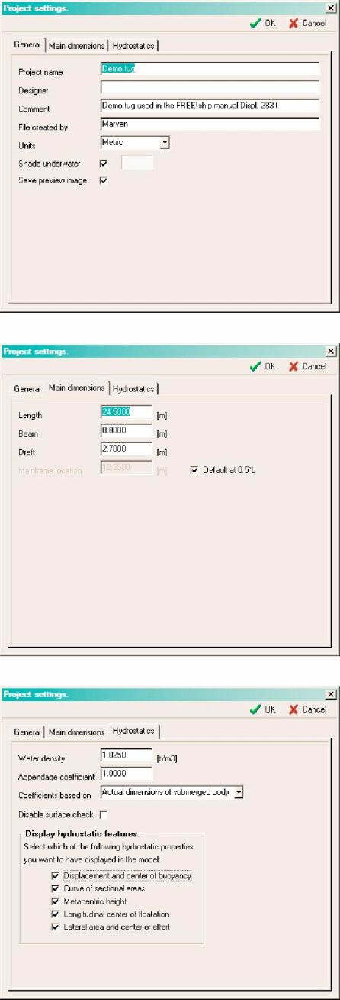 Project settings.
OK Cancel
General Main dimensions Hydrostatics
Project name Demo tug
Designer
Comment Demo tug used in the FREE!ship manual Displ. 283 t.
File created by Marven
Units Metric
Shade underwater
Save preview image
Project settings.
OK Cancel
General Main dimensions Hydrostatics
Length 24.5000 [m]
Beam 8.8000 [m]
Draft 2.7000 [m]
Mainframe location 12.2500 [m] Default at 0.5*L
Project settings.
OK Cancel
General Main dimensions Hydrostatics
Water density 1.0250 [t/m3]
Appendage coefficient 1.0000
Coefficients based on Actual dimensions of submerged body
Disable surface check
Display hydrostatic features.
Select which of the following hydrostatic properties
you want to have displayed in the model:
Displacement and center of buoyancy
Curve of sectional areas
Metacentric height
Longitudinal center of floatation
Lateral area and center of effort